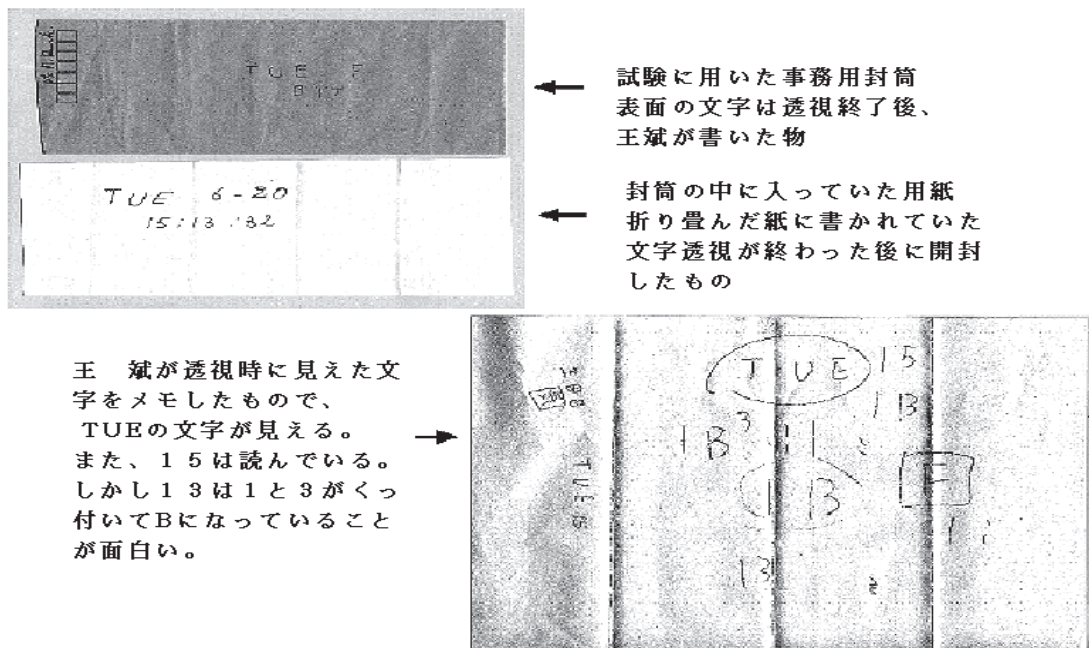 TUE
試験に用いた事務用封筒
表面の文字は透視終了後、
王斌が書いた物
TUE 6-20
15:13:32
封筒の中に入っていた用紙
折り畳んだ紙に書かれていた
文字透視が終わった後に開封
したもの
王　斌が透視時に見えた文
字をメモしたもので、
TUEの文字が見える。
また、１５は読んでいる。
しかし１３は１と３がくっ
付いてBになっていること
が面白い。
TUE 15
13
1B
13
13
TUE 15